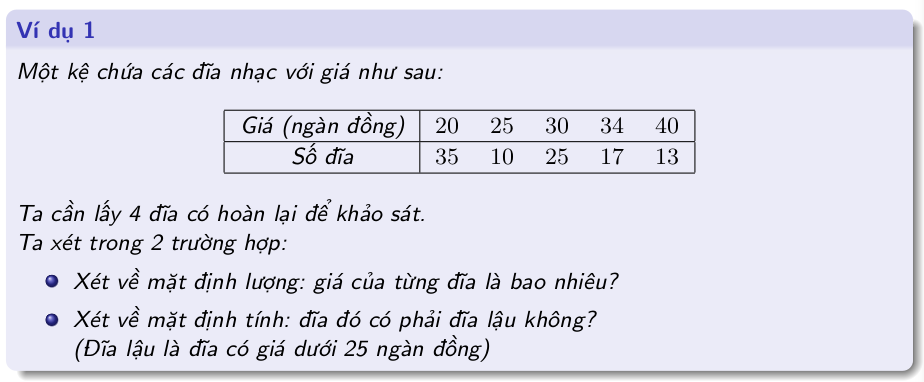 Ví dụ 1
Một kệ chứa các đĩa nhạc với giá như sau:
Giá (ngàn đồng) 20 25 30 34 40
Số đĩa 35 10 25 17 13
Ta cần lấy 4 đĩa có hoàn lại để khảo sát.
Ta xét trong 2 trường hợp:
Xét về mặt định lượng: giá của từng đĩa là bao nhiêu?
Xét về mặt định tính: đĩa đó có phải đĩa lậu không?
(Đĩa lậu là đĩa có giá dưới 25 ngàn đồng)